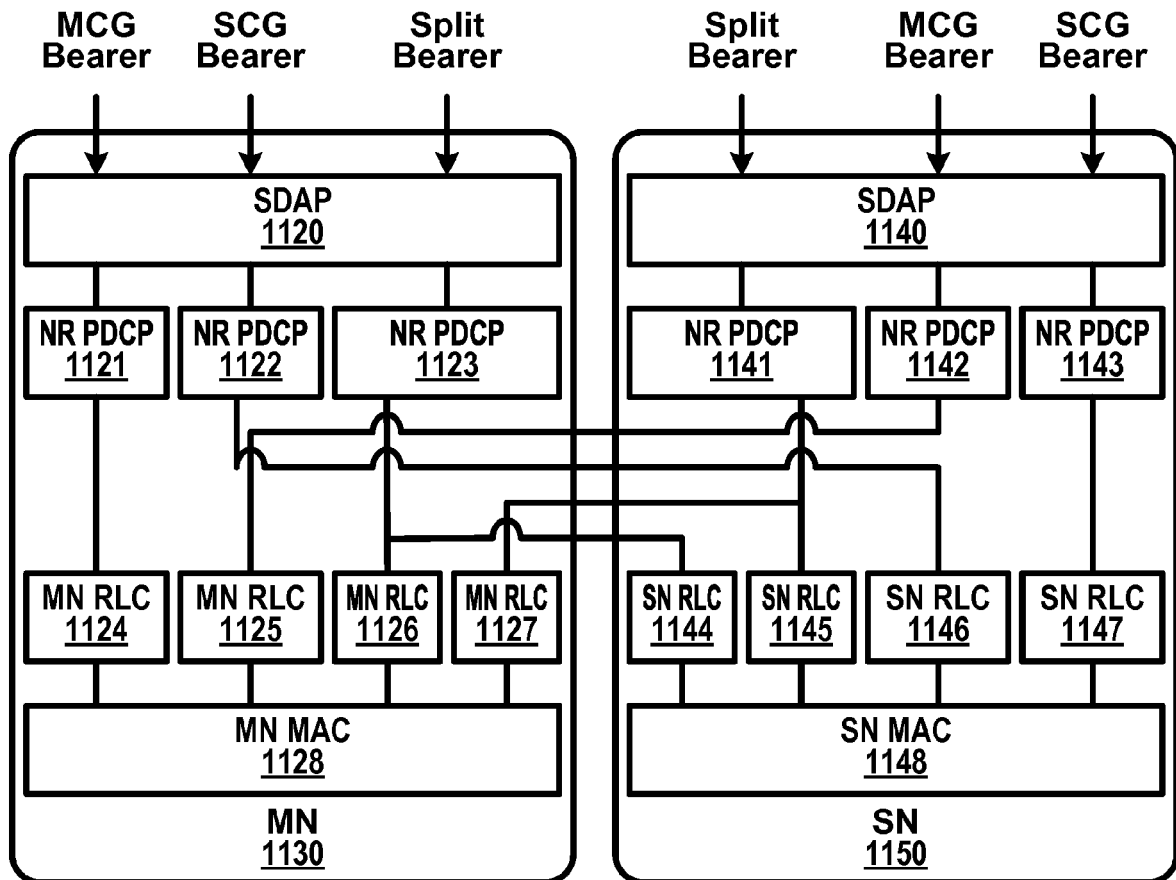 MCG Bearer
SCG Bearer
Split Bearer
Split Bearer
MCG Bearer
SCG Bearer
SDAP
1120
SDAP
1140
NR PDCP
1121
NR PDCP
1122
NR PDCP
1123
NR PDCP
1141
NR PDCP
1142
NR PDCP
1143
MN RLC
1124
MN RLC
1125
MN RLC
1126
MN RLC
1127
SN RLC
1144
SN RLC
1145
SN RLC
1146
SN RLC
1147
MN MAC
1128
SN MAC
1148
MN
1130
SN
1150